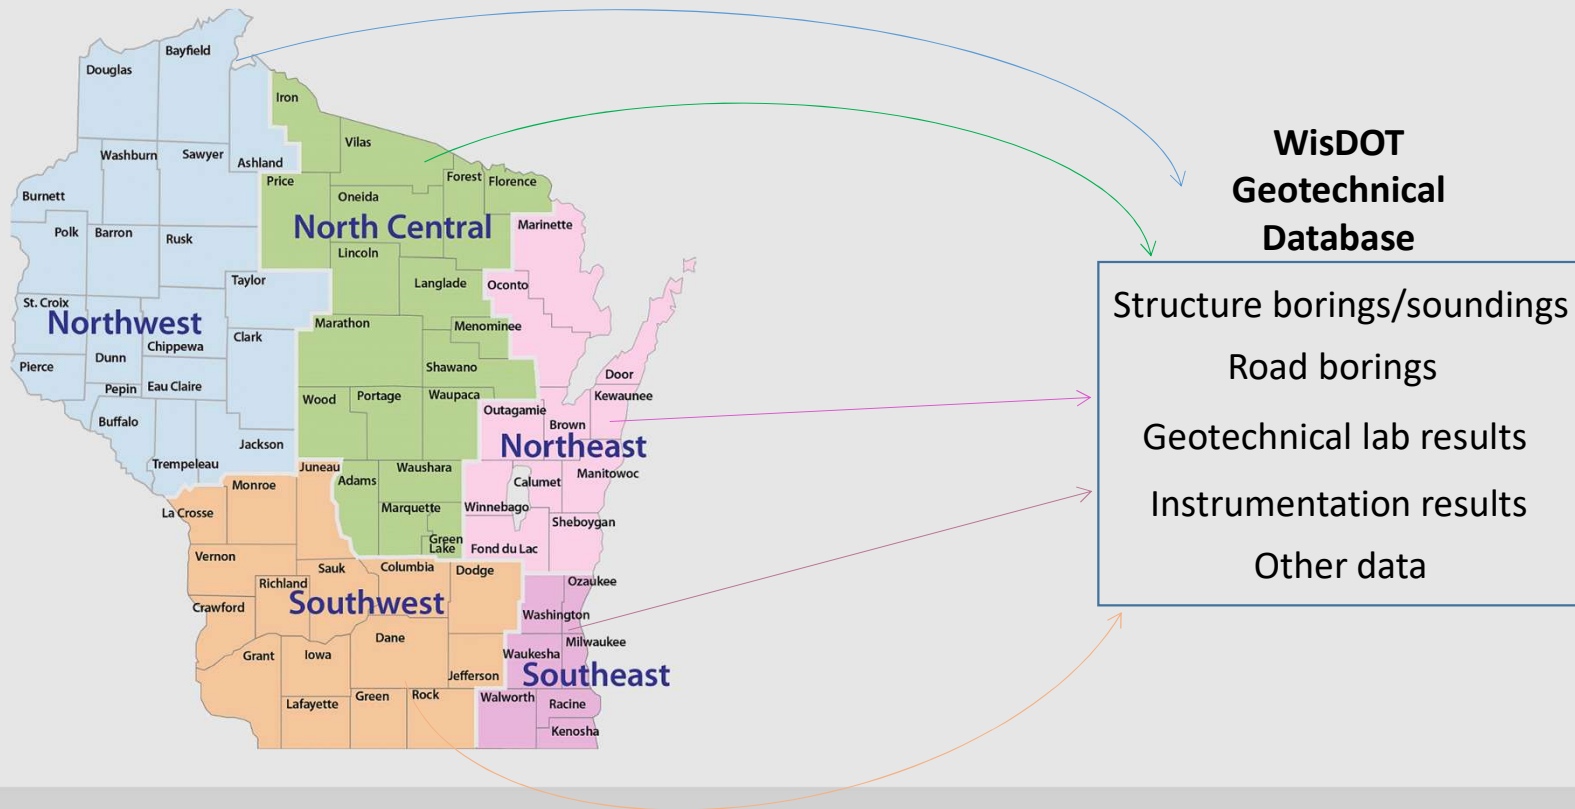 Bayfield
Douglas
Iron
Vilas
Washburn
Sawyer
Ashland
Price
Forest
Florence
Burnett
Oneida
North Central
Marinette
Polk
Barron
Rusk
Lincoln
Taylor
Langlade
Oconto
St. Croix
Northwest
Marathon
Menominee
Clark
Chippewa
Dunn
Pierce
Shawano
Door
Pepin
Eau Claire
Wood
Portage
Waupaca
Kewaunee
Outagamie
Buffalo
Brown
Northeast
Jackson
Trempeleau
Juneau
Waushara
Adams
Calumet
Manitowoc
Monroe
La Crosse
Marquette
Winnebago
Sheboygan
Green
Lake
Fond du Lac
Vernon
Sauk
Columbia
Dodge
Richland
Ozaukee
Southwest
Crawford
Washington
Dane
Milwaukee
Grant
Iowa
Waukesha
Jefferson
Southeast
Lafayette
Green
Rock
Walworth
Racine
Kenosha
WisDOT
Geotechnical
Database
Structure borings/soundings
Road borings
Geotechnical lab results
Instrumentation results
Other data